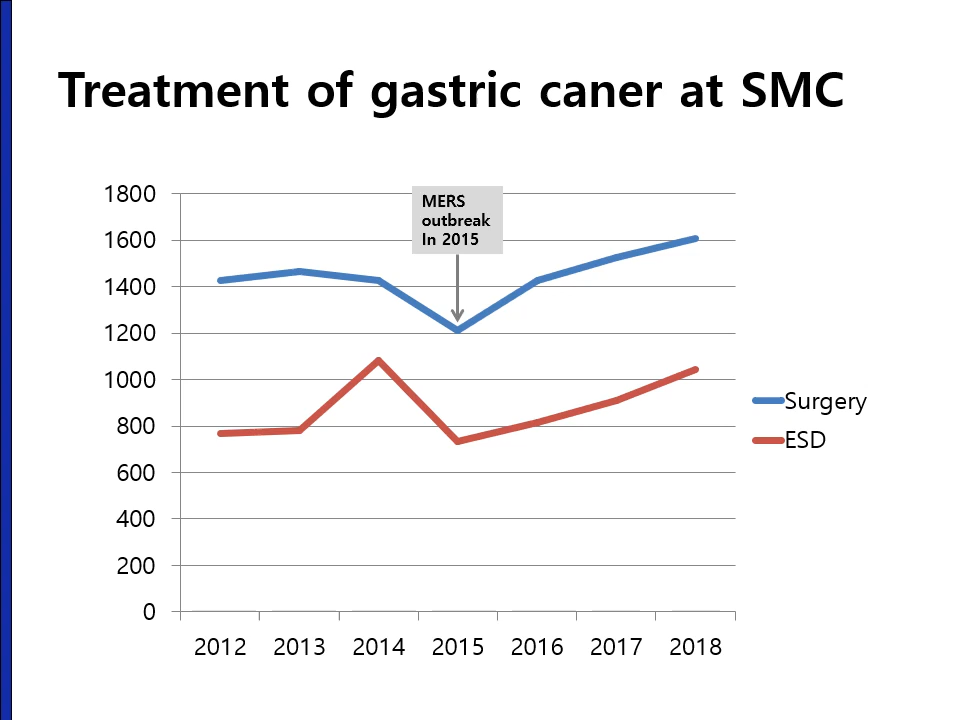 Treatment of gastric caner at SMC
MERS
outbreak
In 2015
1800
1600
1400
1200
1000
800
600
400
200
0
2012 2013 2014 2015 2016 2017 2018
Surgery
ESD